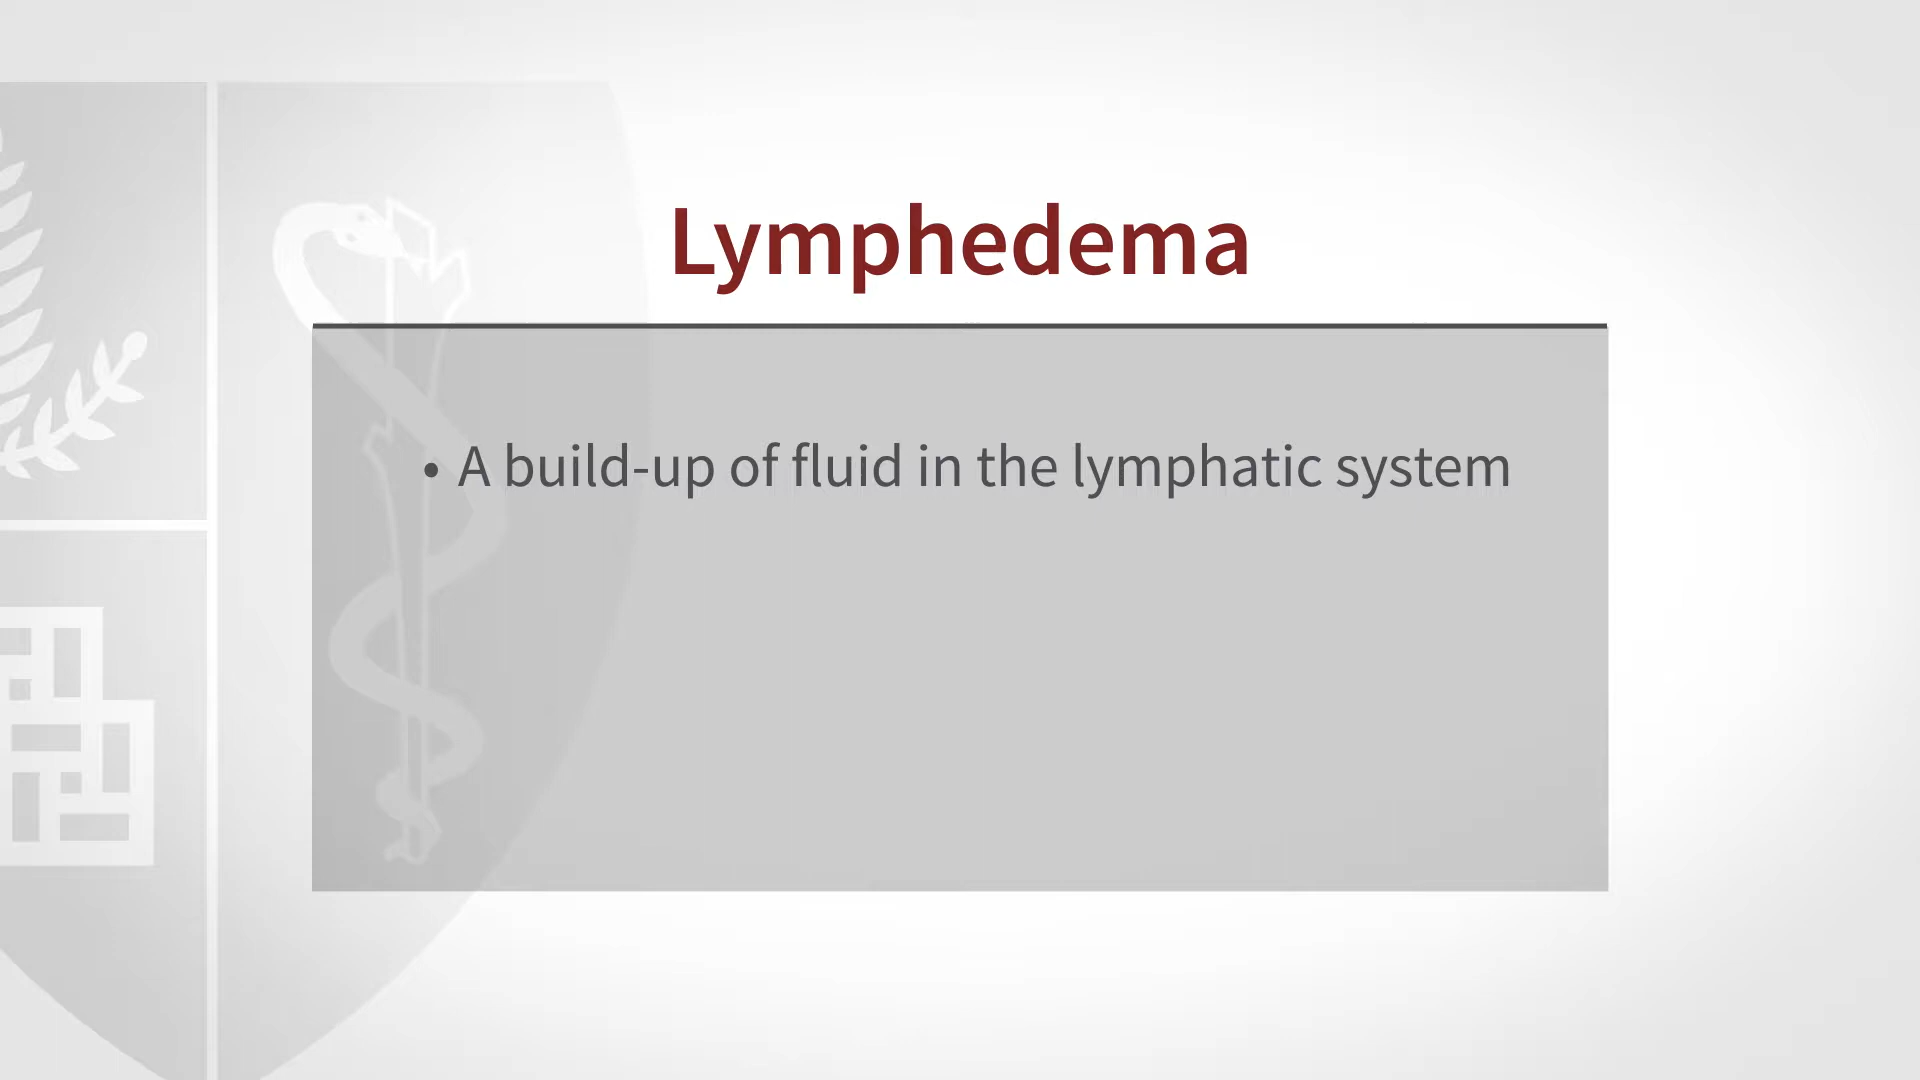 Lymphedema
• A build-up of fluid in the lymphatic system